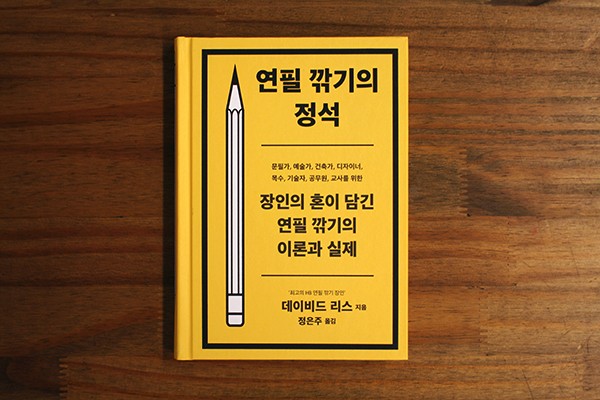 연필 깎기의
정석
문필가, 예술가, 건축가, 디자이너,
목수, 기술자, 공무원, 교사를 위한
장인의 혼이 담긴
연필 깎기의
이론과 실제
'최고의 HB 연필 깎기 장인'
데이비드 리스 지음
정은주 옮김